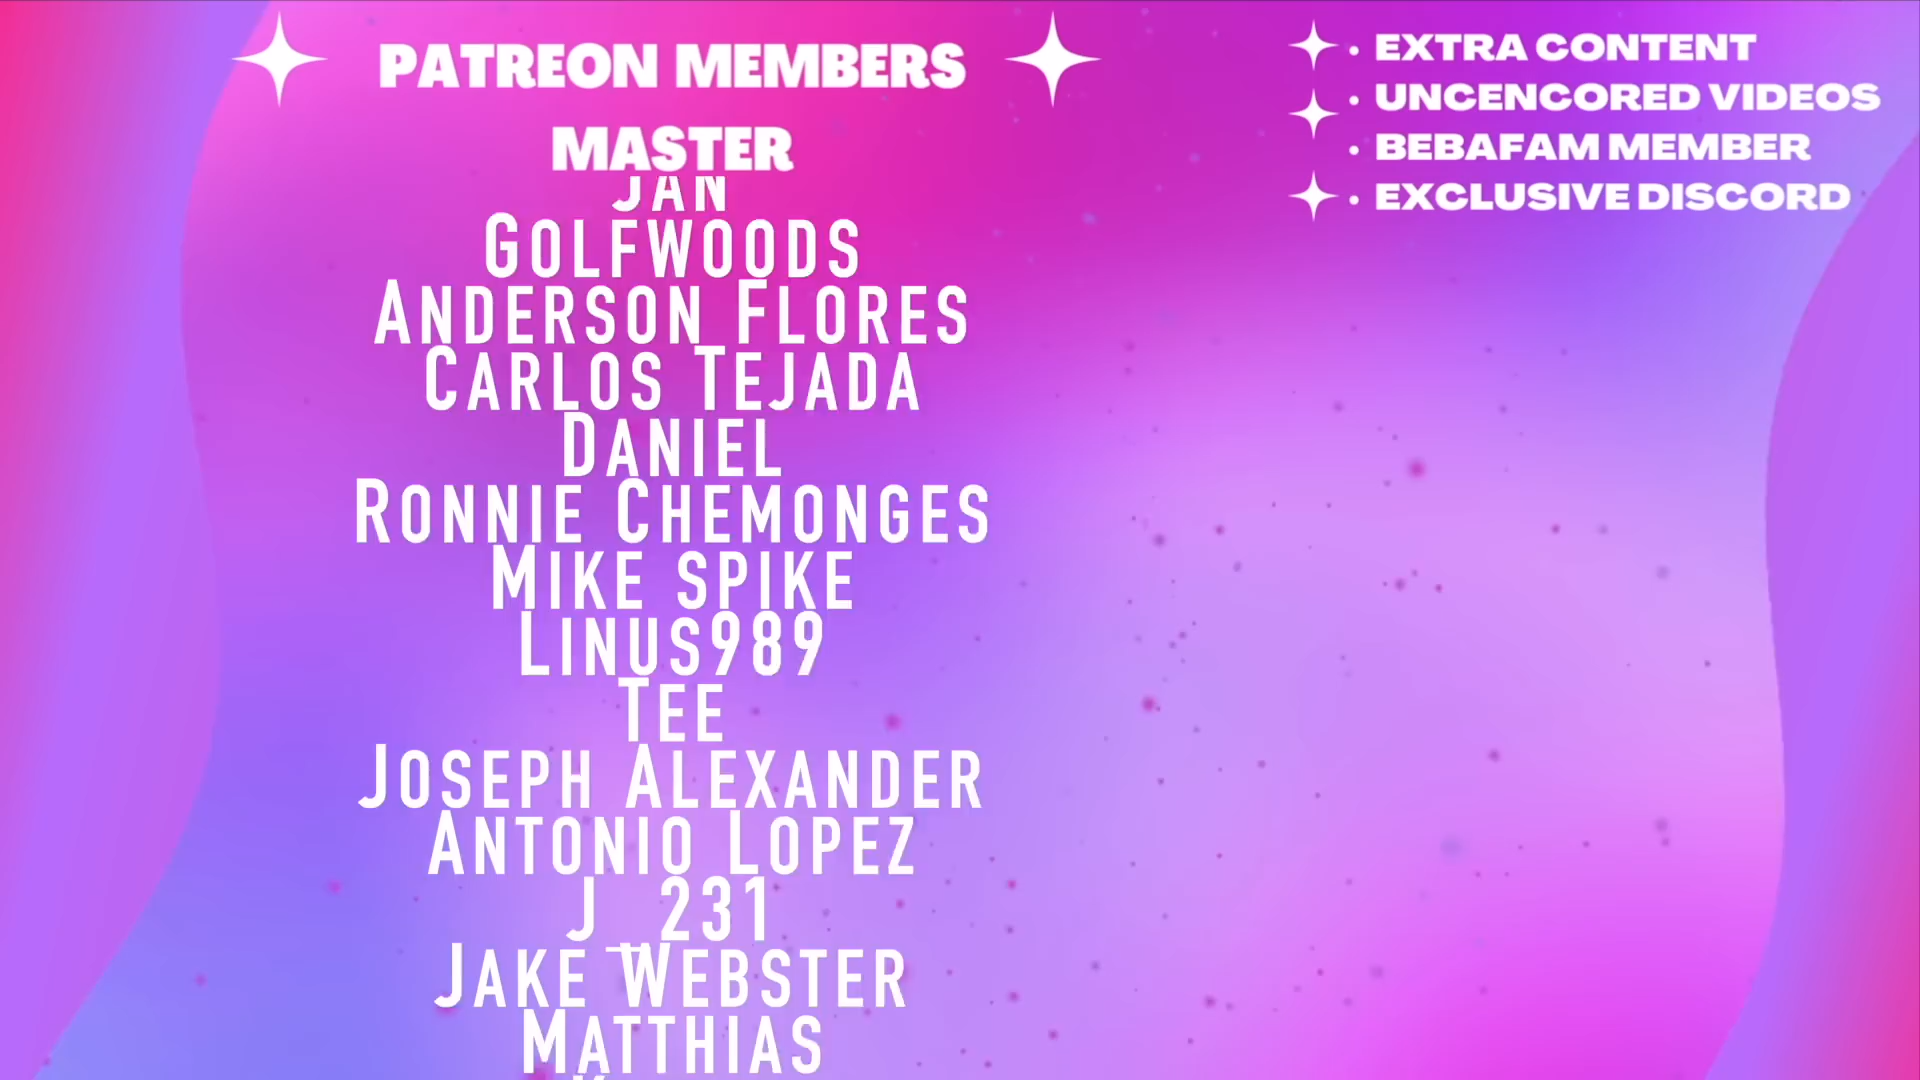 PATREON MEMBERS
MASTER
JAN
GOLFWOODS
ANDERSON FLORES
CARLOS TEJADA
DANIEL
RONNIE CHEMONGES
MIKE SPIKE
LINUS989
TEE
JOSEPH ALEXANDER
ANTONIO LOPEZ
J_231
JAKE WEBSTER
MATTHIAS
• EXTRA CONTENT
• UNCENCORED VIDEOS
• BEBAFAM MEMBER
• EXCLUSIVE DISCORD